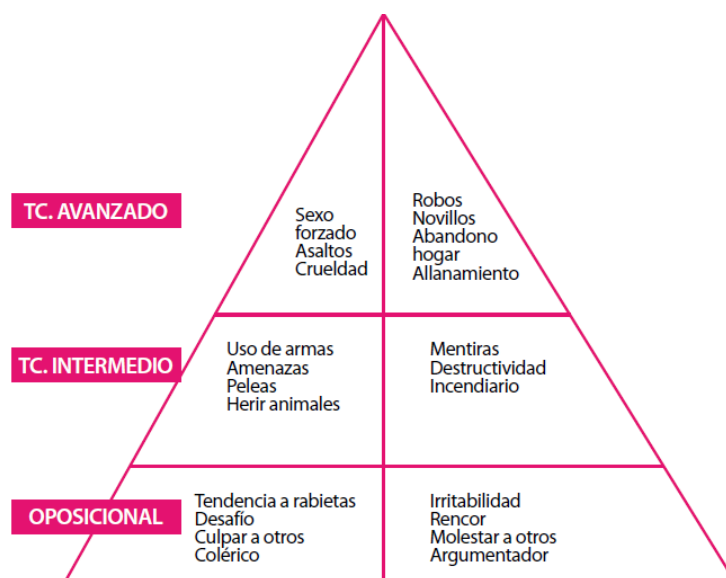 TC. AVANZADO
Sexo
forzado
Asaltos
Crueldad
Robos
Novillos
Abandono
hogar
Allanamiento
TC. INTERMEDIO
Uso de armas
Amenazas
Peleas
Herir animales
Mentiras
Destructividad
Incendiario
OPOSICIONAL
Tendencia a rabietas
Desafío
Culpar a otros
Colérico
Irritabilidad
Rencor
Molestar a otros
Argumentador